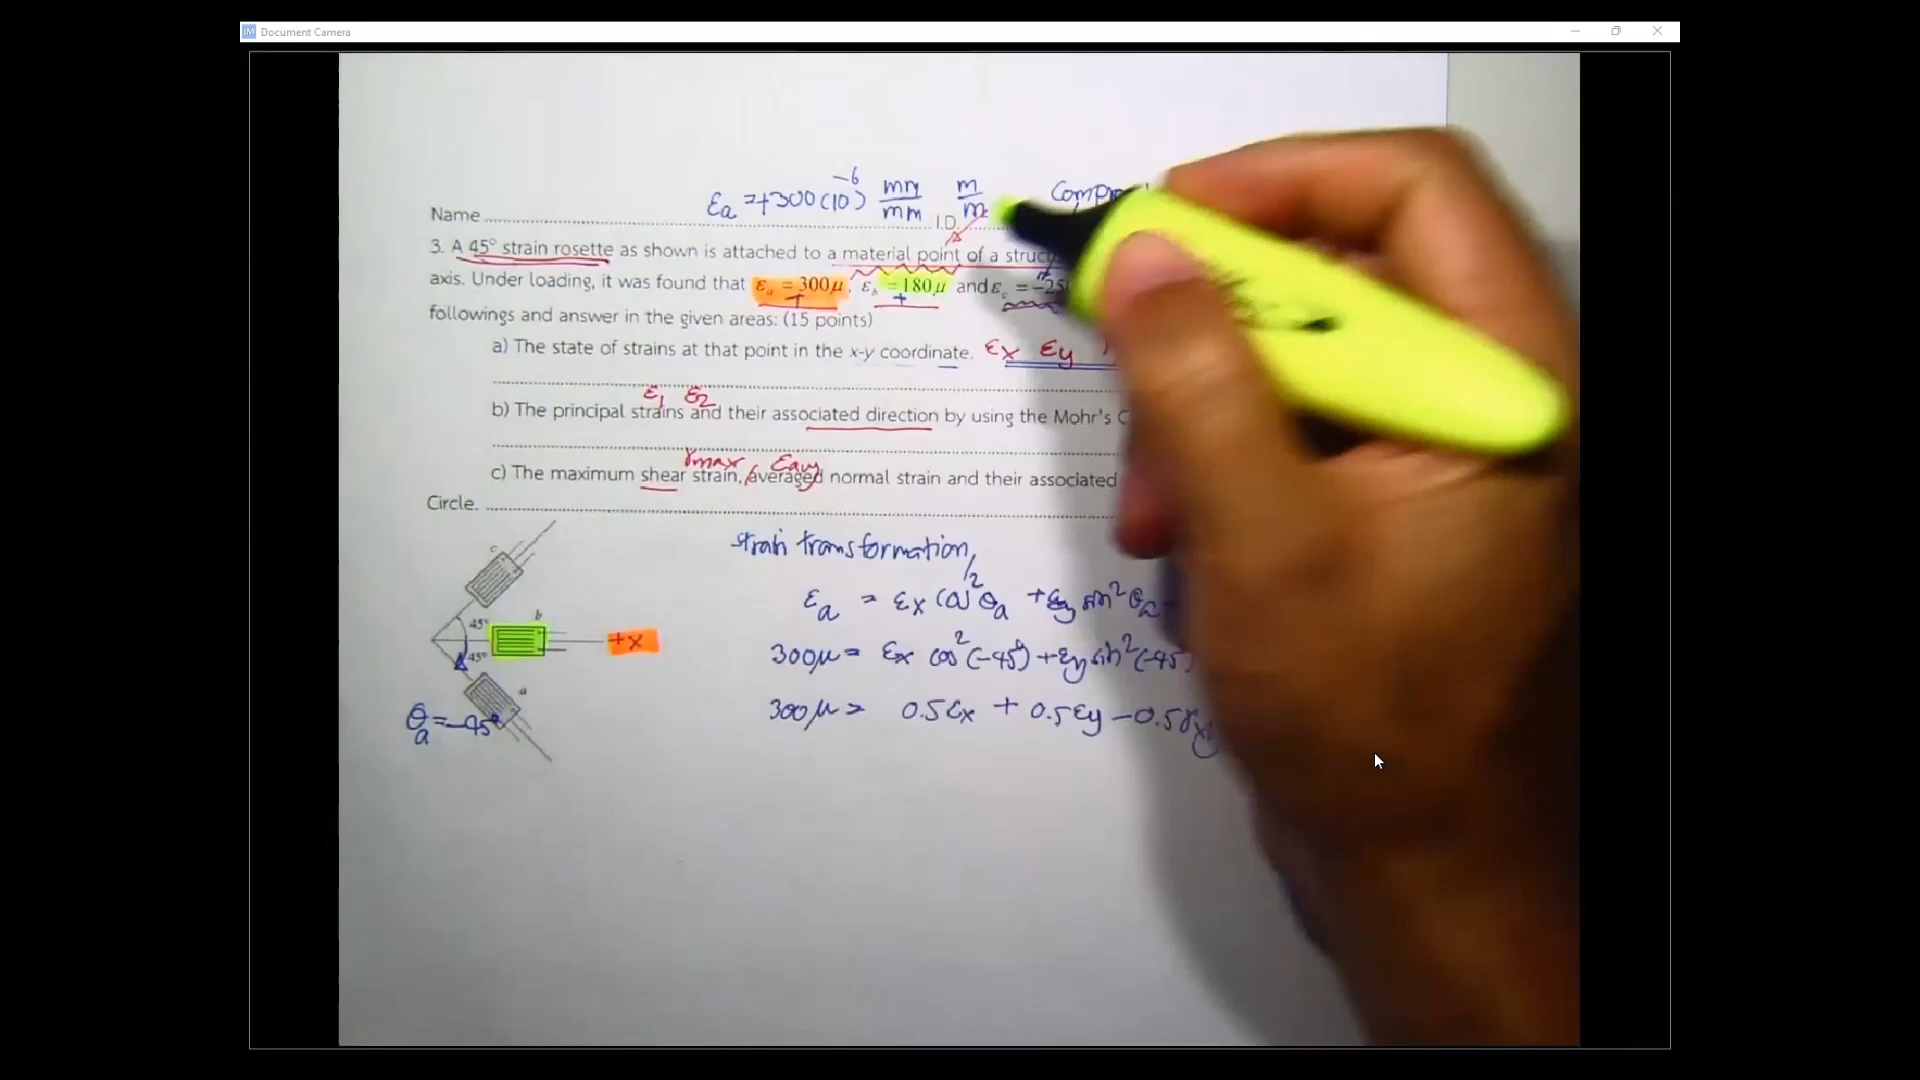 Document Camera
εa = +300(10)^-6 mm/mm m/m
Name I.D.
3. A 45° strain rosette as shown is attached to a material point of a
axis. Under loading, it was found that εa = 300μ, εb = 180μ and εc =
followings and answer in the given areas: (15 points)
a) The state of strains at that point in the x-y coordinate. εx εy
ε1 ε2
b) The principal strains and their associated direction by using the Mohr's
γmax εavg
c) The maximum shear strain, averaged normal strain and their associated
Circle.
strain transformation,
εa = εx cos²θa + εy sin²θa
300μ = εx cos²(-45°) + εy sin²(-45)
300μ = 0.5εx + 0.5εy - 0.5γxy
c
45°
b
+x
45°
a
θa = -45°